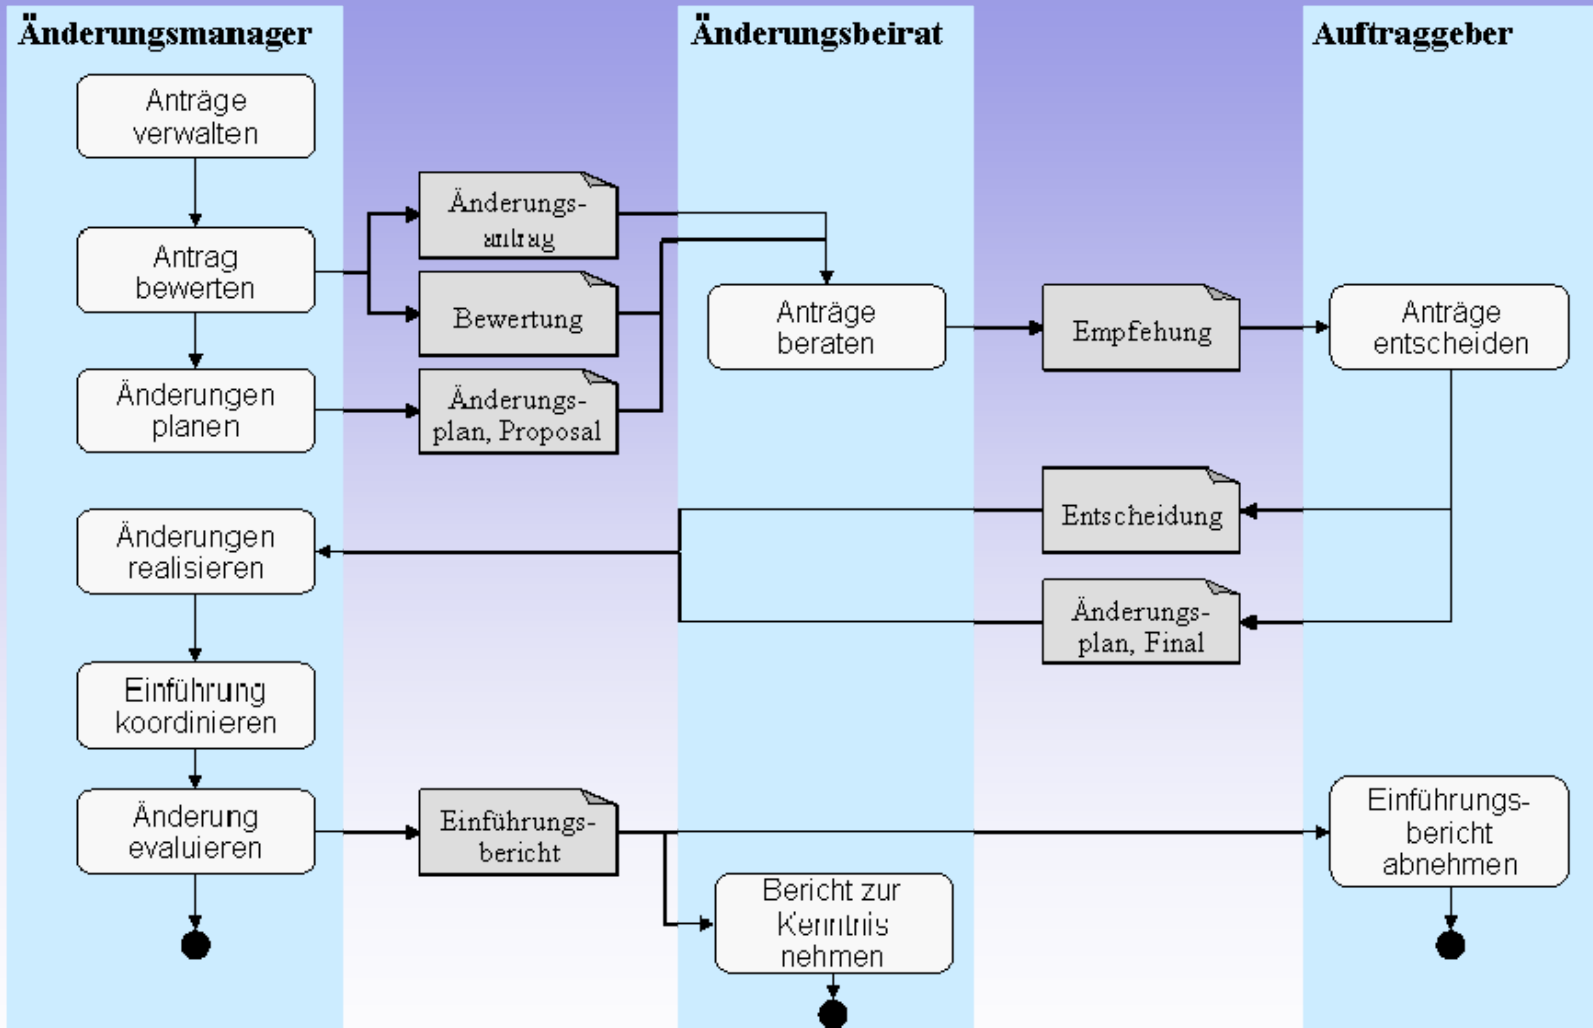 Änderungsmanager
Änderungsbeirat
Auftraggeber
Anträge
verwalten
Antrag
bewerten
Änderungen
planen
Änderungs-
antrag
Bewertung
Änderungs-
plan, Proposal
Anträge
beraten
Empfehung
Anträge
entscheiden
Entscheidung
Änderungs-
plan, Final
Änderungen
realisieren
Einführung
koordinieren
Änderung
evaluieren
Einführungs-
bericht
Bericht zur
Kenntnis
nehmen
Einführungs-
bericht
abnehmen